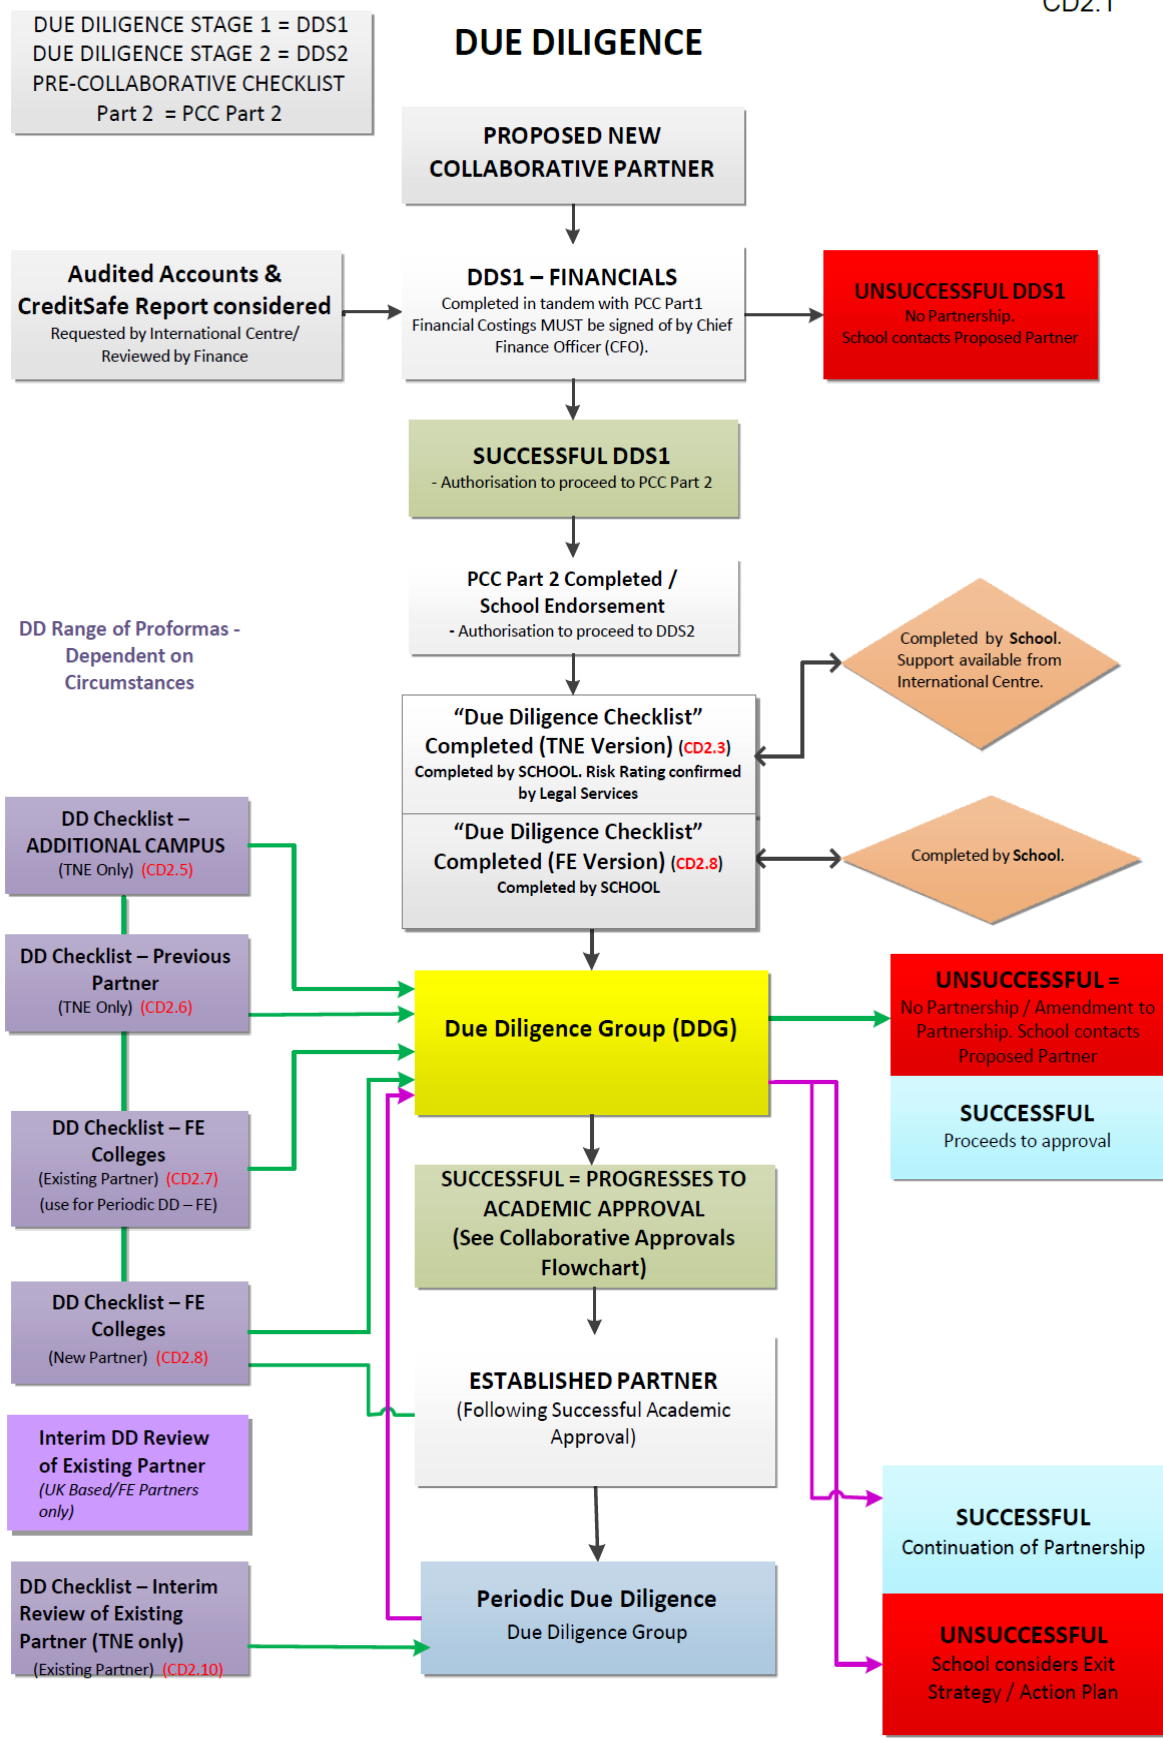 CD2.1
DUE DILIGENCE STAGE 1 = DDS1
DUE DILIGENCE STAGE 2 = DDS2
PRE-COLLABORATIVE CHECKLIST
Part 2 = PCC Part 2
DUE DILIGENCE
PROPOSED NEW
COLLABORATIVE PARTNER
Audited Accounts &
CreditSafe Report considered
Requested by International Centre/
Reviewed by Finance
DDS1 – FINANCIALS
Completed in tandem with PCC Part1
Financial Costings MUST be signed of by Chief
Finance Officer (CFO).
UNSUCCESSFUL DDS1
No Partnership.
School contacts Proposed Partner
SUCCESSFUL DDS1
- Authorisation to proceed to PCC Part 2
PCC Part 2 Completed /
School Endorsement
- Authorisation to proceed to DDS2
DD Range of Proformas -
Dependent on
Circumstances
Completed by School.
Support available from
International Centre.
“Due Diligence Checklist”
Completed (TNE Version) (CD2.3)
Completed by SCHOOL. Risk Rating confirmed
by Legal Services
“Due Diligence Checklist”
Completed (FE Version) (CD2.8)
Completed by SCHOOL
Completed by School.
DD Checklist –
ADDITIONAL CAMPUS
(TNE Only) (CD2.5)
DD Checklist – Previous
Partner
(TNE Only) (CD2.6)
Due Diligence Group (DDG)
UNSUCCESSFUL =
No Partnership / Amendment to
Partnership. School contacts
Proposed Partner
SUCCESSFUL
Proceeds to approval
DD Checklist – FE
Colleges
(Existing Partner) (CD2.7)
(use for Periodic DD – FE)
SUCCESSFUL = PROGRESSES TO
ACADEMIC APPROVAL
(See Collaborative Approvals
Flowchart)
DD Checklist – FE
Colleges
(New Partner) (CD2.8)
ESTABLISHED PARTNER
(Following Successful Academic
Approval)
Interim DD Review
of Existing Partner
(UK Based/FE Partners
only)
SUCCESSFUL
Continuation of Partnership
DD Checklist – Interim
Review of Existing
Partner (TNE only)
(Existing Partner) (CD2.10)
Periodic Due Diligence
Due Diligence Group
UNSUCCESSFUL
School considers Exit
Strategy / Action Plan